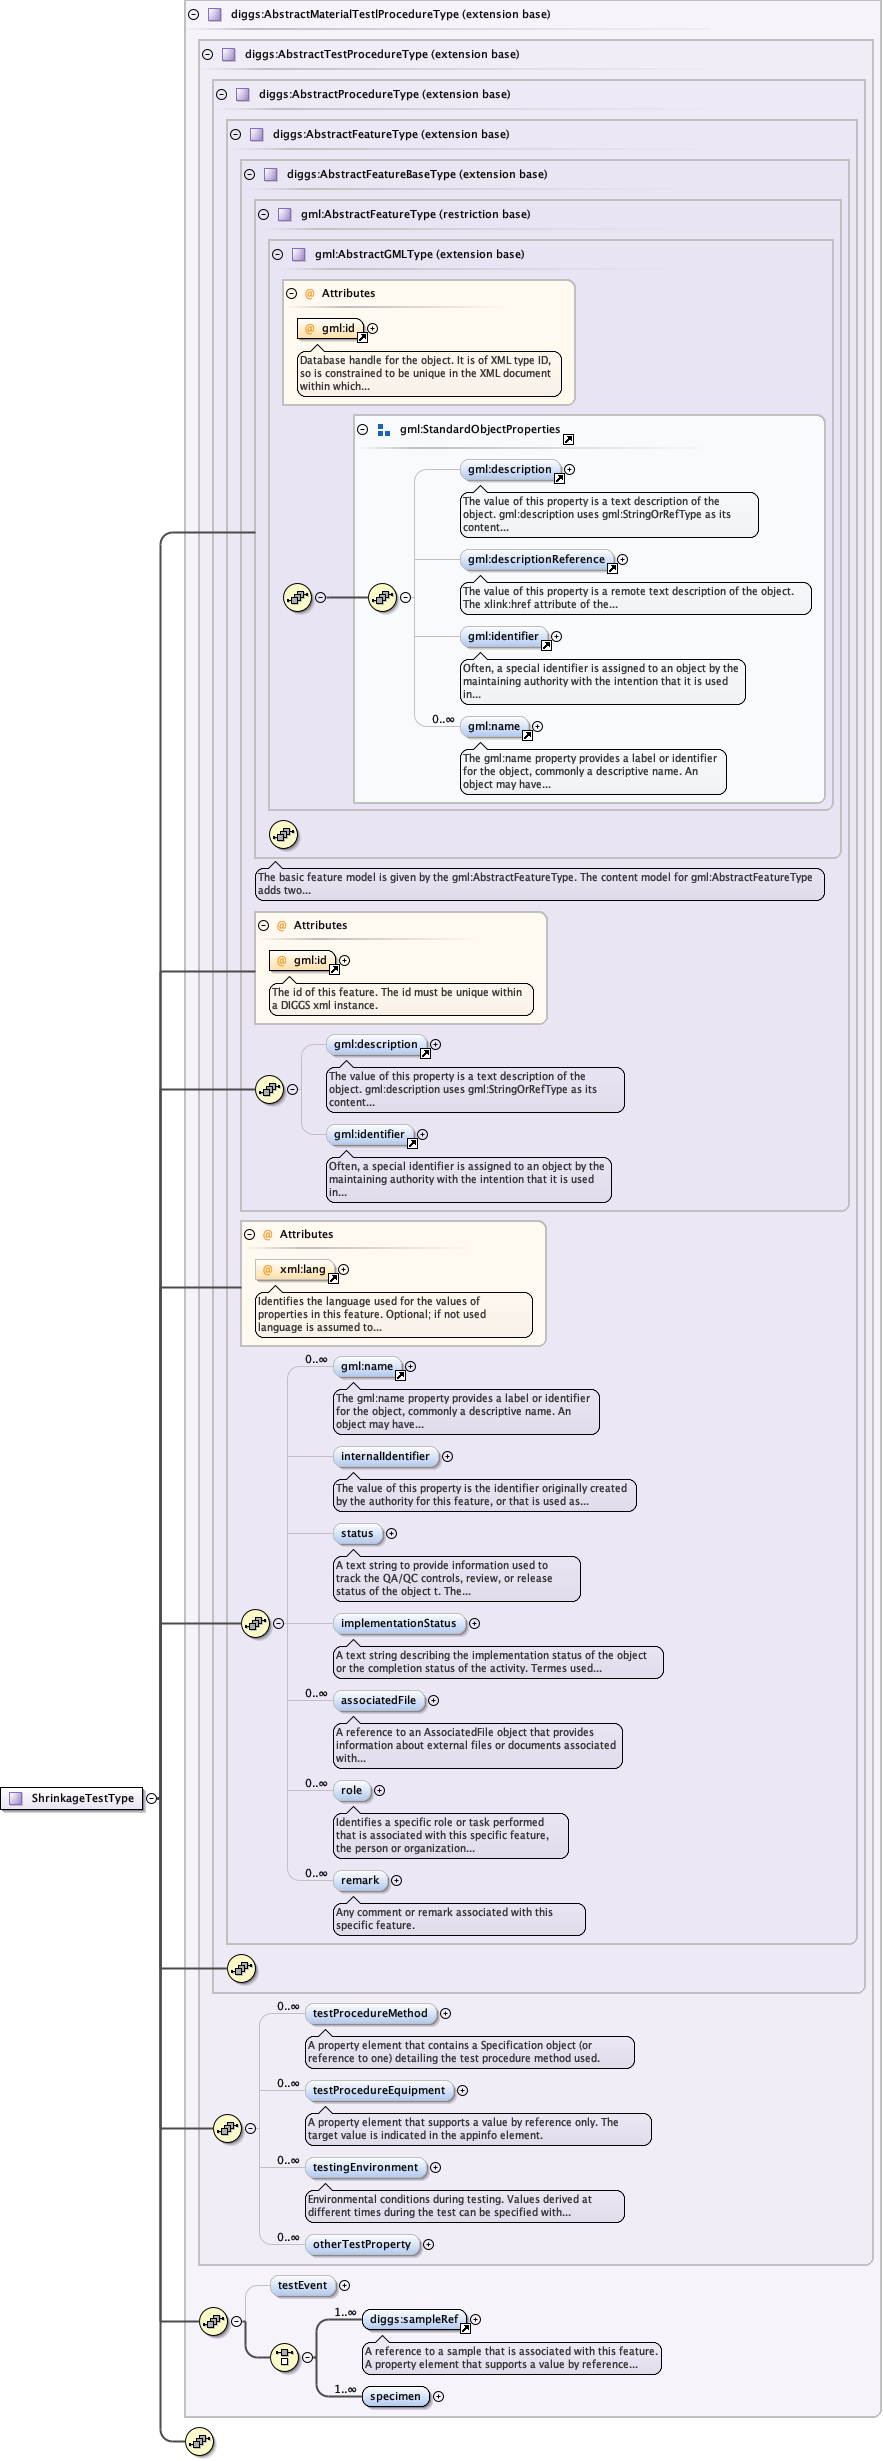 diggs:AbstractMaterialTestlProcedureType (extension base)
diggs:AbstractTestProcedureType (extension base)
diggs:AbstractProcedureType (extension base)
diggs:AbstractFeatureType (extension base)
diggs:AbstractFeatureBaseType (extension base)
gml:AbstractFeatureType (restriction base)
gml:AbstractGMLType (extension base)
@ Attributes
@ gml:id
Database handle for the object. It is of XML type ID,
so is constrained to be unique in the XML document
within which...
gml:StandardObjectProperties
gml:description
The value of this property is a text description of the
object. gml:description uses gml:StringOrRefType as its
content...
gml:descriptionReference
The value of this property is a remote text description of the object.
The xlink:href attribute of the...
gml:identifier
Often, a special identifier is assigned to an object by the
maintaining authority with the intention that it is used
in...
0..∞
gml:name
The gml:name property provides a label or identifier
for the object, commonly a descriptive name. An
object may have...
The basic feature model is given by the gml:AbstractFeatureType. The content model for gml:AbstractFeatureType
adds two...
@ Attributes
@ gml:id
The id of this feature. The id must be unique within
a DIGGS xml instance.
gml:description
The value of this property is a text description of the
object. gml:description uses gml:StringOrRefType as its
content...
gml:identifier
Often, a special identifier is assigned to an object by the
maintaining authority with the intention that it is used
in...
@ Attributes
@ xml:lang
Identifies the language used for the values of
properties in this feature. Optional; if not used
language is assumed to...
0..∞
gml:name
The gml:name property provides a label or identifier
for the object, commonly a descriptive name. An
object may have...
internalIdentifier
The value of this property is the identifier originally created
by the authority for this feature, or that is used as...
status
A text string to provide information used to
track the QA/QC controls, review, or release
status of the object t. The...
implementationStatus
A text string describing the implementation status of the object
or the completion status of the activity. Termes used...
0..∞
associatedFile
A reference to an AssociatedFile object that provides
information about external files or documents associated
with...
0..∞
role
Identifies a specific role or task performed
that is associated with this specific feature,
the person or organization...
ShrinkageTestType
0..∞
remark
Any comment or remark associated with this
specific feature.
0..∞
testProcedureMethod
A property element that contains a Specification object (or
reference to one) detailing the test procedure method used.
0..∞
testProcedureEquipment
A property element that supports a value by reference only. The
target value is indicated in the appinfo element.
0..∞
testingEnvironment
Environmental conditions during testing. Values derived at
different times during the test can be specified with...
0..∞
otherTestProperty
testEvent
1..∞
diggs:sampleRef
A reference to a sample that is associated with this feature.
A property element that supports a value by reference...
1..∞
specimen